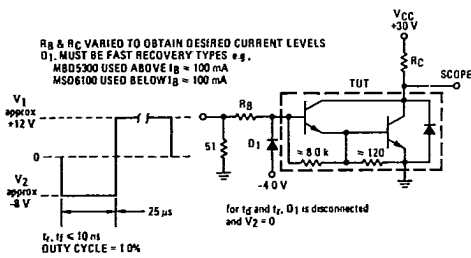 RB & RC VARIED TO OBTAIN DESIRED CURRENT LEVELS
D1, MUST BE FAST RECOVERY TYPES e.g.
MBD5300 USED ABOVE IB ≈ 100 mA
MSD6100 USED BELOW IB ≈ 100 mA
VCC
+30 V
RC
SCOPE
TUT
V1
approx
+12 V
0
V2
approx
-8 V
25 μs
tr, tf ≤ 10 ns
DUTY CYCLE = 1.0%
51
RB
D1
-4.0 V
≈ 8.0 k
≈ 120
for td and tr, D1 is disconnected
and V2 = 0